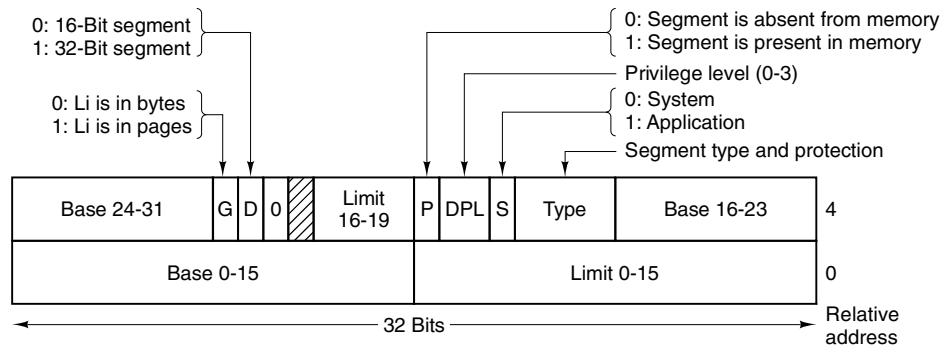 0: 16-Bit segment
1: 32-Bit segment
0: Li is in bytes
1: Li is in pages
0: Segment is absent from memory
1: Segment is present in memory
Privilege level (0-3)
0: System
1: Application
Segment type and protection
Base 24-31 G D 0 Limit 16-19 P DPL S Type Base 16-23 4
Base 0-15 Limit 0-15 0
32 Bits
Relative
address